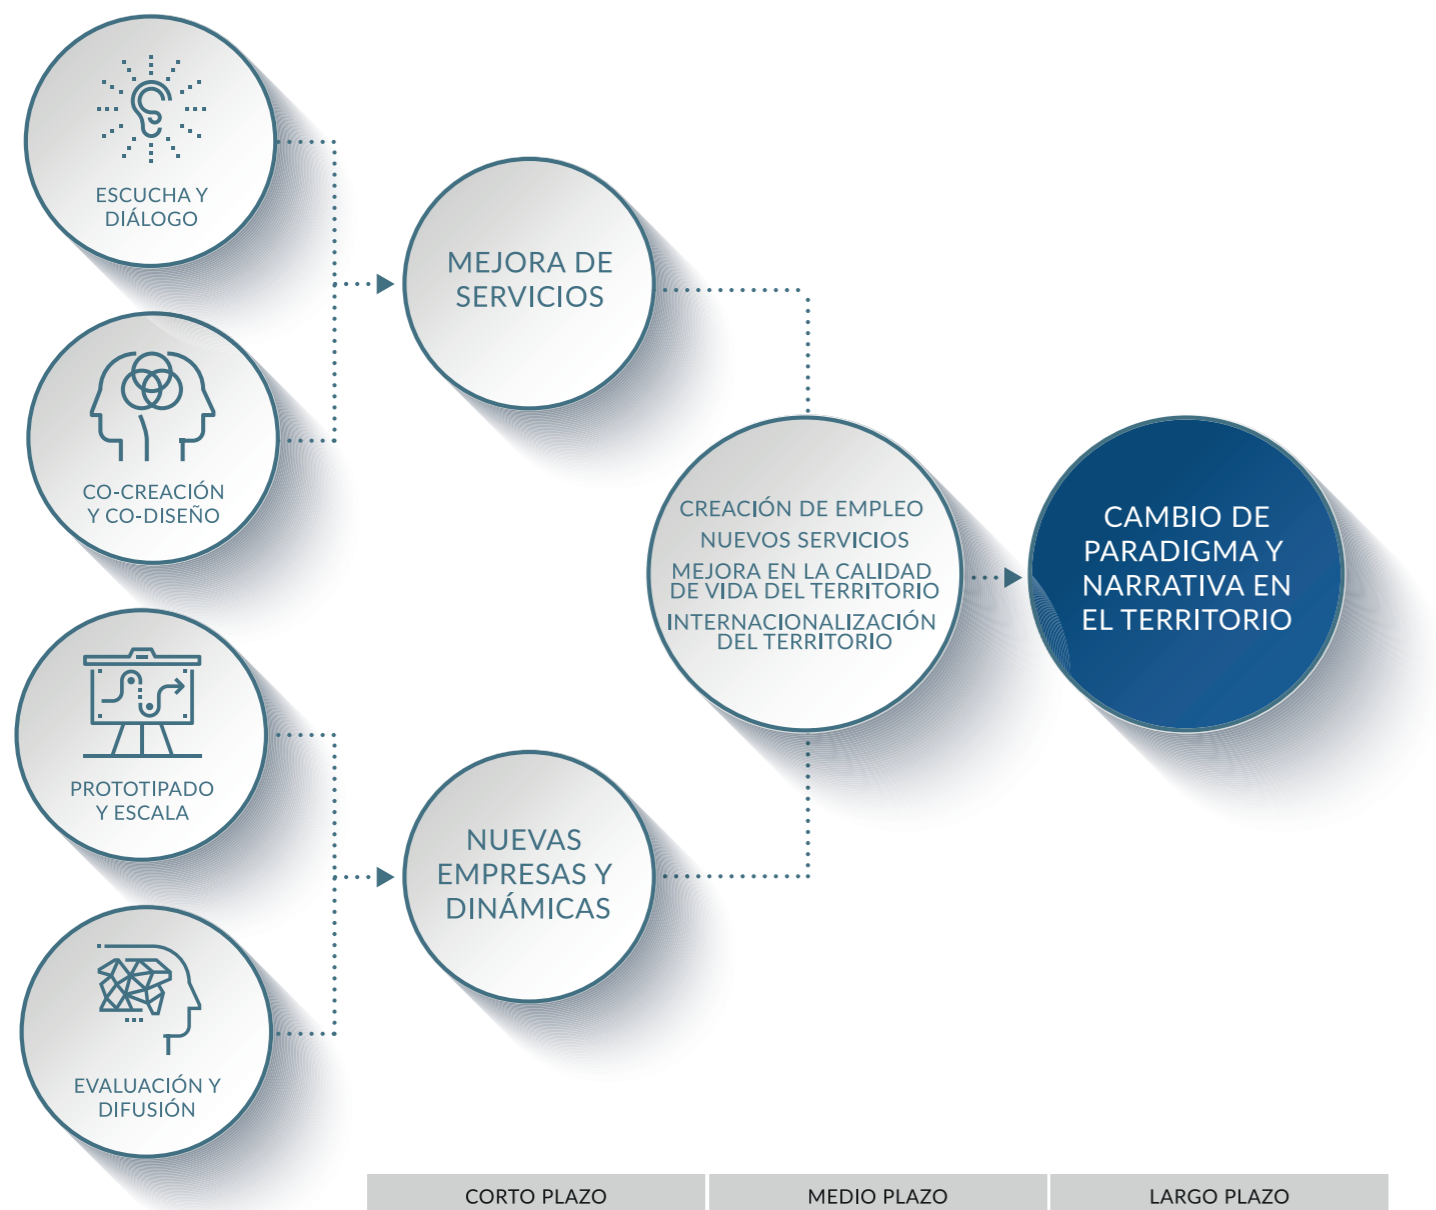 ESCUCHA Y
DIÁLOGO
CO-CREACIÓN
Y CO-DISEÑO
PROTOTIPADO
Y ESCALA
EVALUACIÓN Y
DIFUSIÓN
MEJORA DE
SERVICIOS
NUEVAS
EMPRESAS Y
DINÁMICAS
CREACIÓN DE EMPLEO
NUEVOS SERVICIOS
MEJORA EN LA CALIDAD
DE VIDA DEL TERRITORIO
INTERNACIONALIZACIÓN
DEL TERRITORIO
CAMBIO DE
PARADIGMA Y
NARRATIVA EN
EL TERRITORIO
CORTO PLAZO
MEDIO PLAZO
LARGO PLAZO